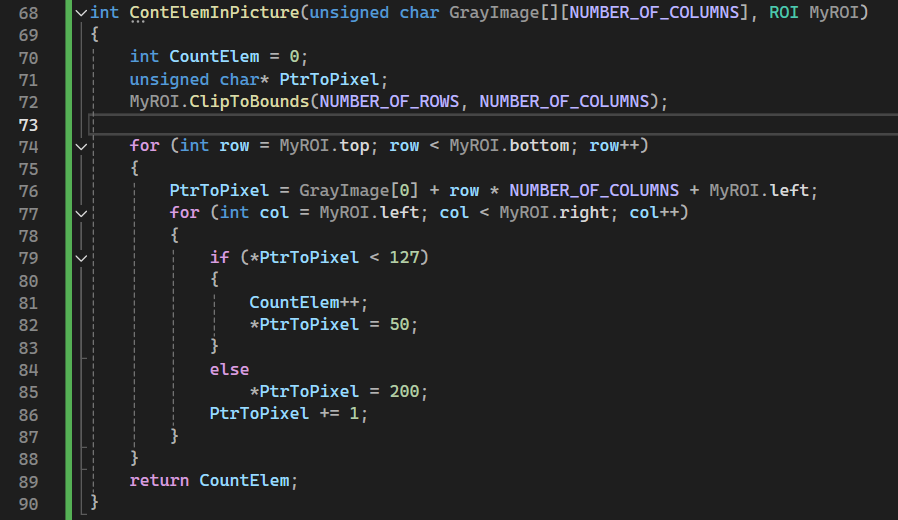 68 int ContElemInPicture(unsigned char GrayImage[][NUMBER_OF_COLUMNS], ROI MyROI)
69 {
70     int CountElem = 0;
71     unsigned char* PtrToPixel;
72     MyROI.ClipToBounds(NUMBER_OF_ROWS, NUMBER_OF_COLUMNS);
73
74     for (int row = MyROI.top; row < MyROI.bottom; row++)
75     {
76         PtrToPixel = GrayImage[0] + row * NUMBER_OF_COLUMNS + MyROI.left;
77         for (int col = MyROI.left; col < MyROI.right; col++)
78         {
79             if (*PtrToPixel < 127)
80             {
81                 CountElem++;
82                 *PtrToPixel = 50;
83             }
84             else
85                 *PtrToPixel = 200;
86             PtrToPixel += 1;
87         }
88     }
89     return CountElem;
90 }